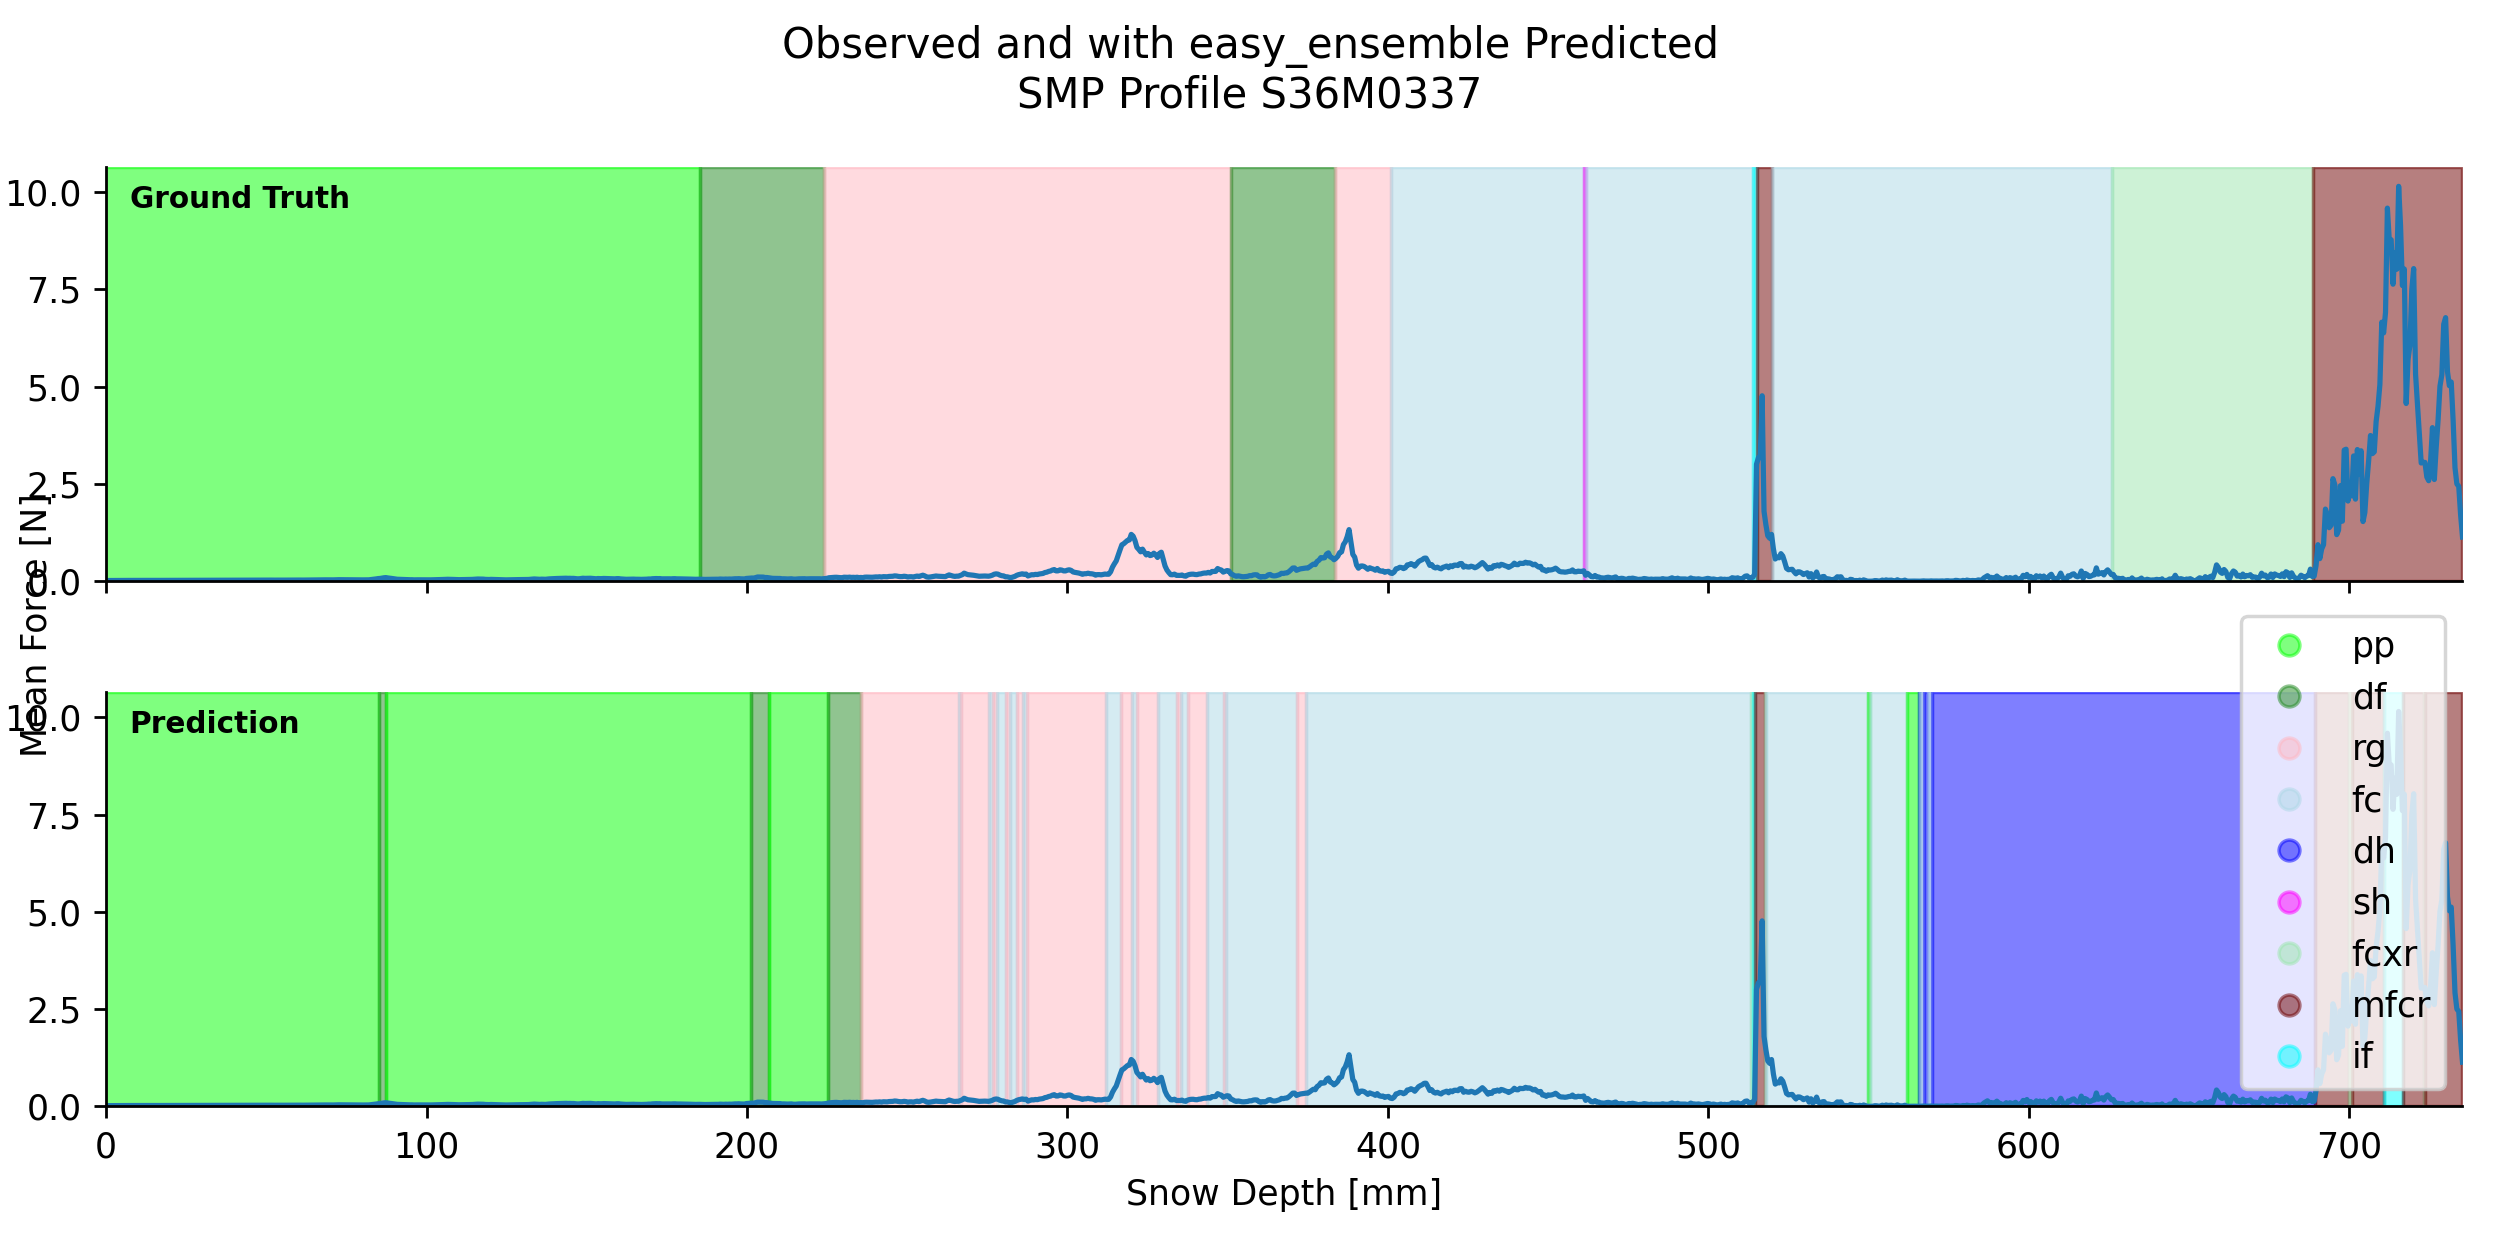 Observed and with easy_ensemble Predicted
SMP Profile S36M0337
Ground Truth
10.0
7.5
5.0
2.5
0.0
Mean Force [N]
Prediction
10.0
7.5
5.0
2.5
0.0
pp
df
rg
fc
dh
sh
fcxr
mfcr
if
0 100 200 300 400 500 600 700
Snow Depth [mm]